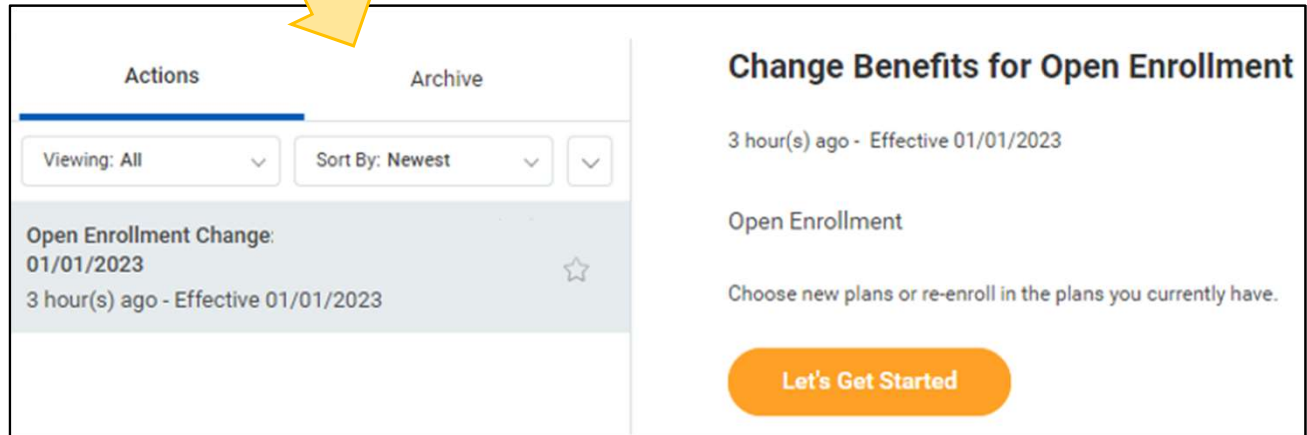 Actions
Archive
Viewing: All
Sort By: Newest
Open Enrollment Change:
01/01/2023
3 hour(s) ago - Effective 01/01/2023
Change Benefits for Open Enrollment
3 hour(s) ago - Effective 01/01/2023
Open Enrollment
Choose new plans or re-enroll in the plans you currently have.
Let's Get Started